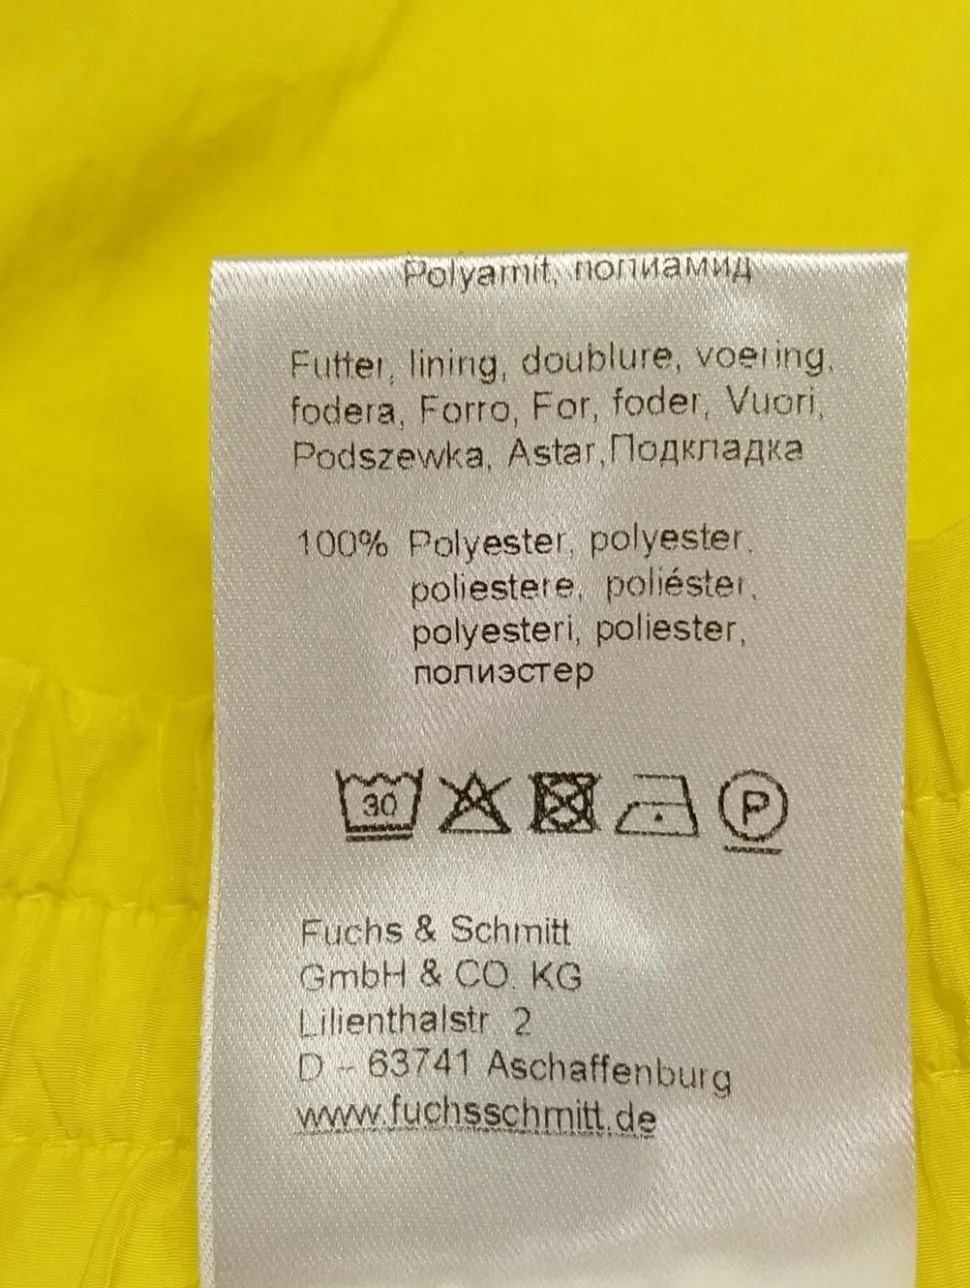 Polyamit, полиамид
Futter, lining, doublure, voering,
fodera, Forro, For, foder, Vuori,
Podszewka, Astar,Подкладка
100% Polyester, polyester,
poliestere, poliéster,
polyesteri, poliester,
полиэстер
30 P
Fuchs & Schmitt
GmbH & CO. KG
Lilienthalstr 2
D - 63741 Aschaffenburg
www.fuchsschmitt.de